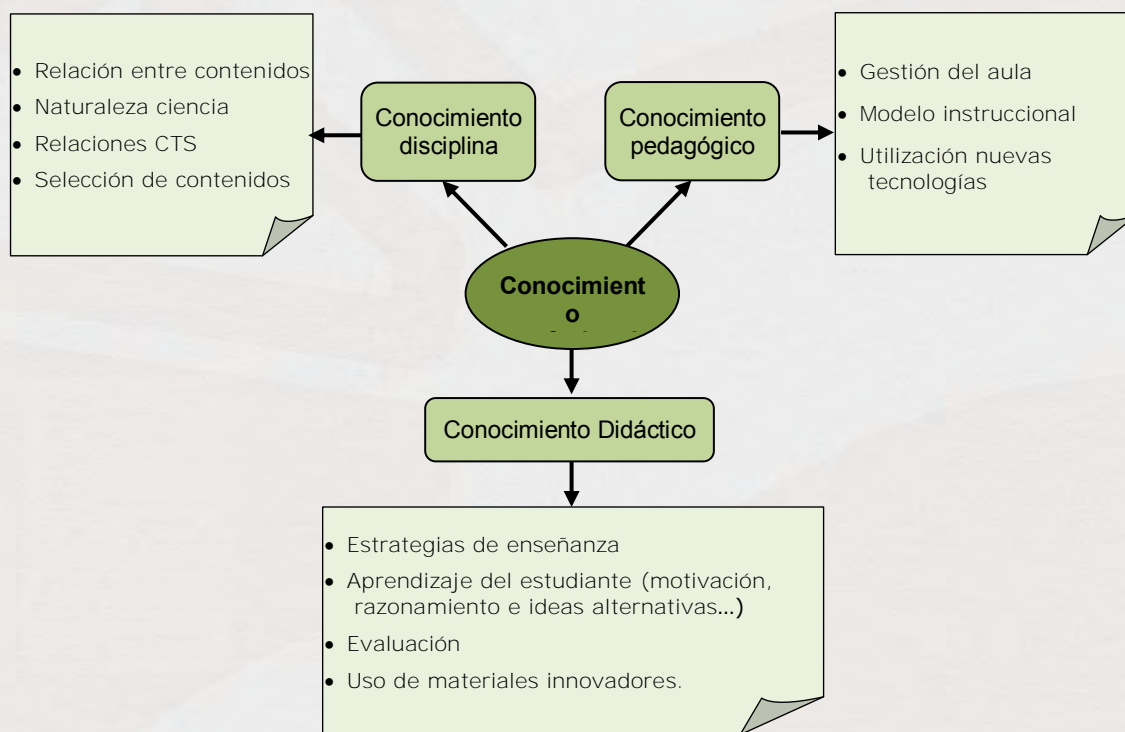 • Relación entre contenidos
• Naturaleza ciencia
• Relaciones CTS
• Selección de contenidos
Conocimiento
disciplina
Conocimiento
pedagógico
• Gestión del aula
• Modelo instruccional
• Utilización nuevas
tecnologías
Conocimient
o
Conocimiento Didáctico
• Estrategias de enseñanza
• Aprendizaje del estudiante (motivación,
razonamiento e ideas alternativas...)
• Evaluación
• Uso de materiales innovadores.